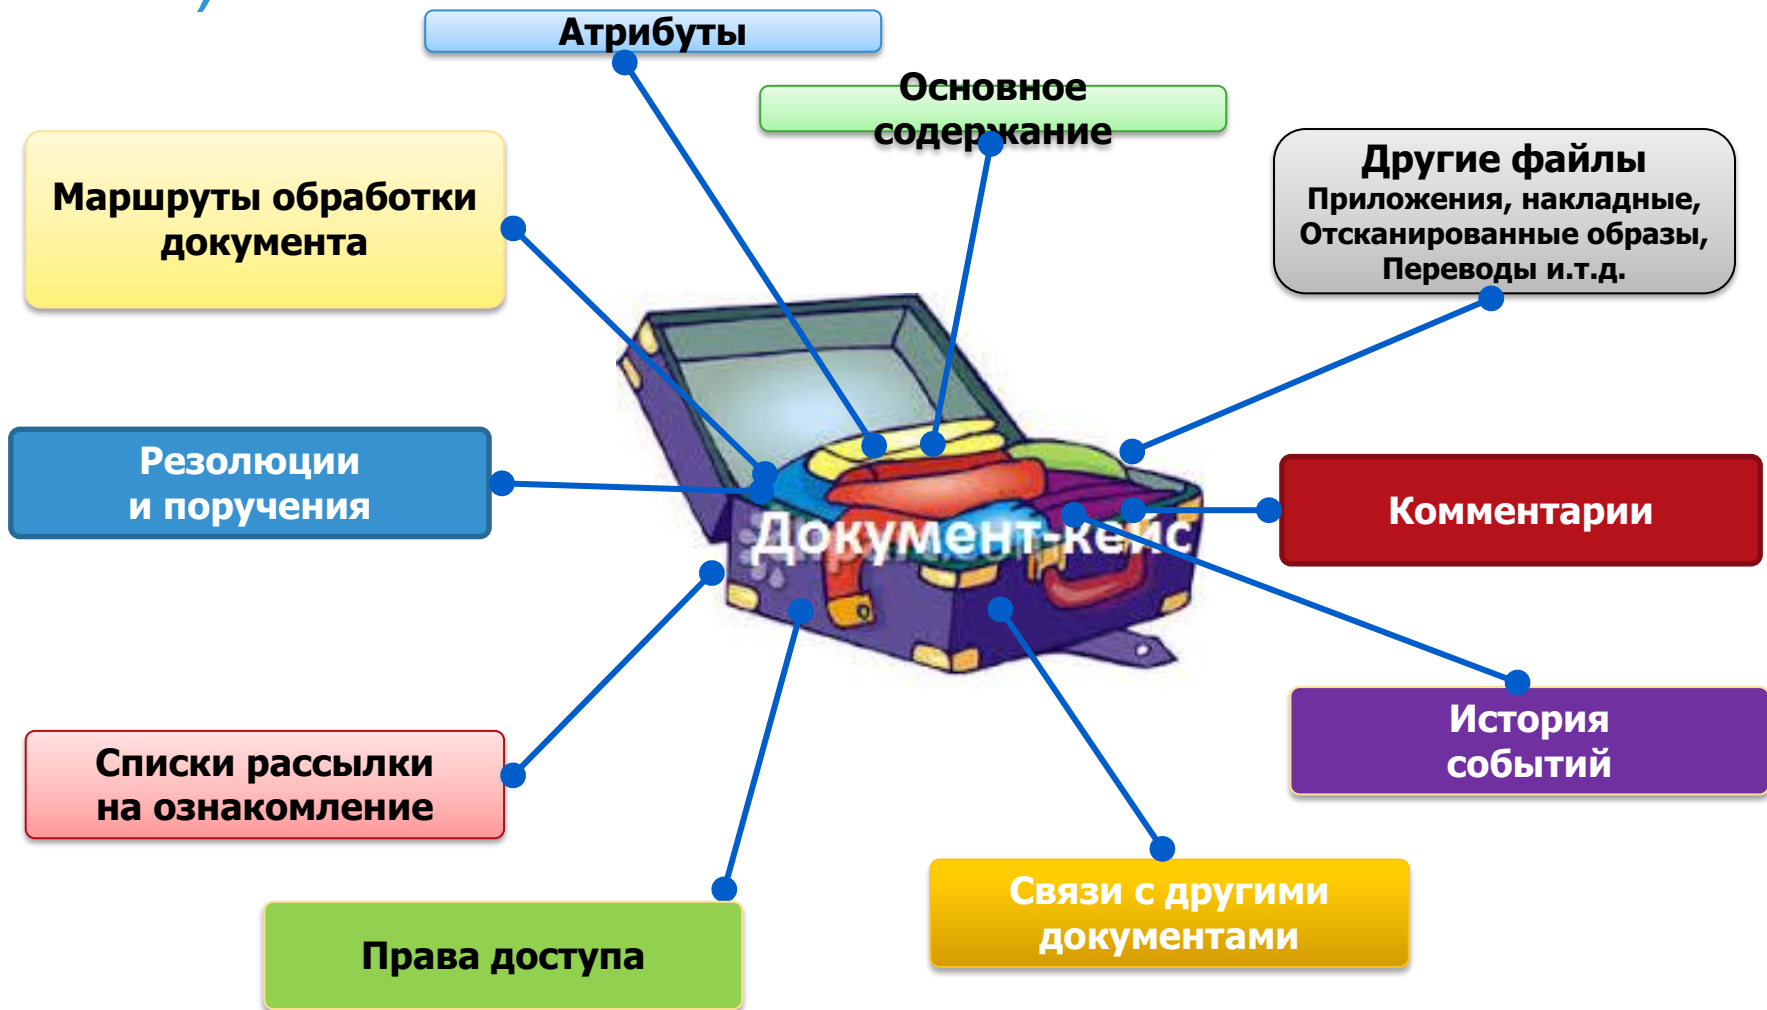 Атрибуты
Основное
содержание
Другие файлы
Приложения, накладные,
Отсканированные образы,
Переводы и.т.д.
Маршруты обработки
документа
Резолюции
и поручения
Документ-кейс
Комментарии
История
событий
Списки рассылки
на ознакомление
Связи с другими
документами
Права доступа